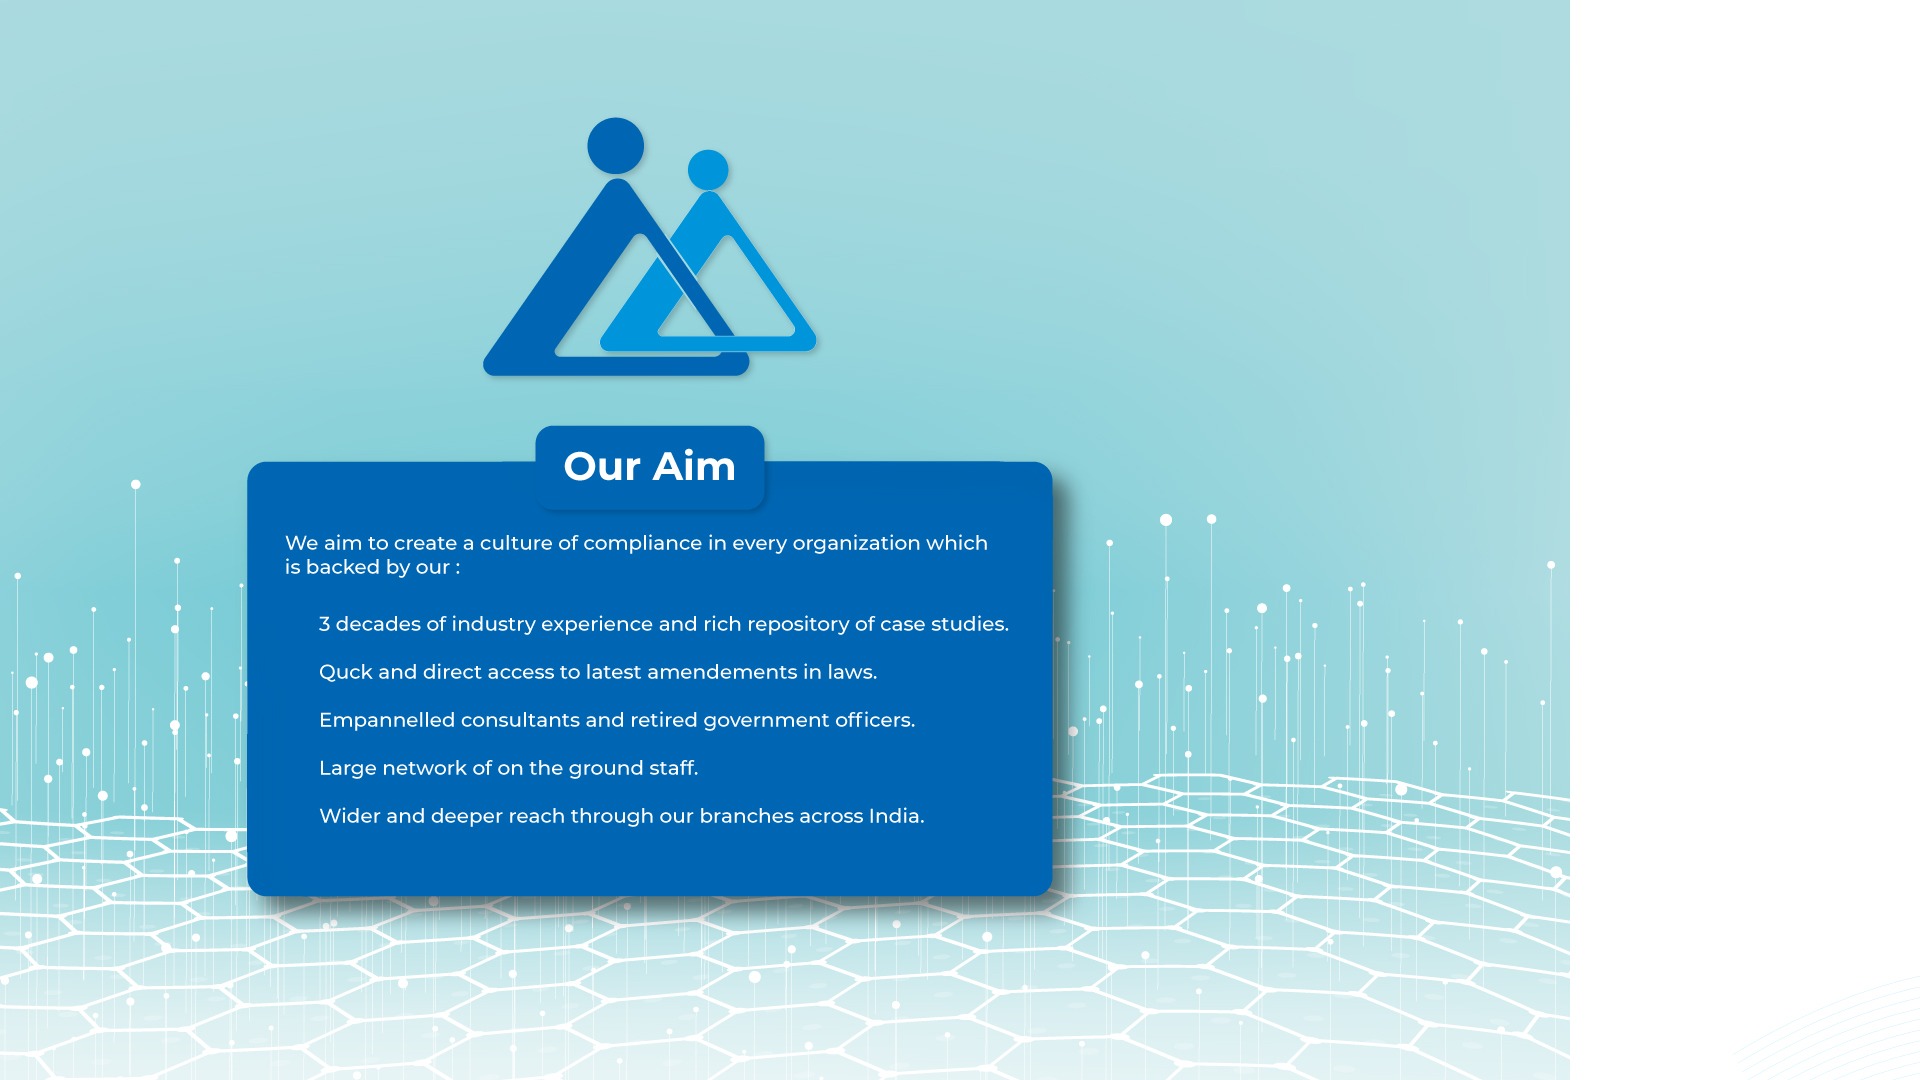 Our Aim
We aim to create a culture of compliance in every organization which
is backed by our :
3 decades of industry experience and rich repository of case studies.
Quck and direct access to latest amendements in laws.
Empannelled consultants and retired government officers.
Large network of on the ground staff.
Wider and deeper reach through our branches across India.